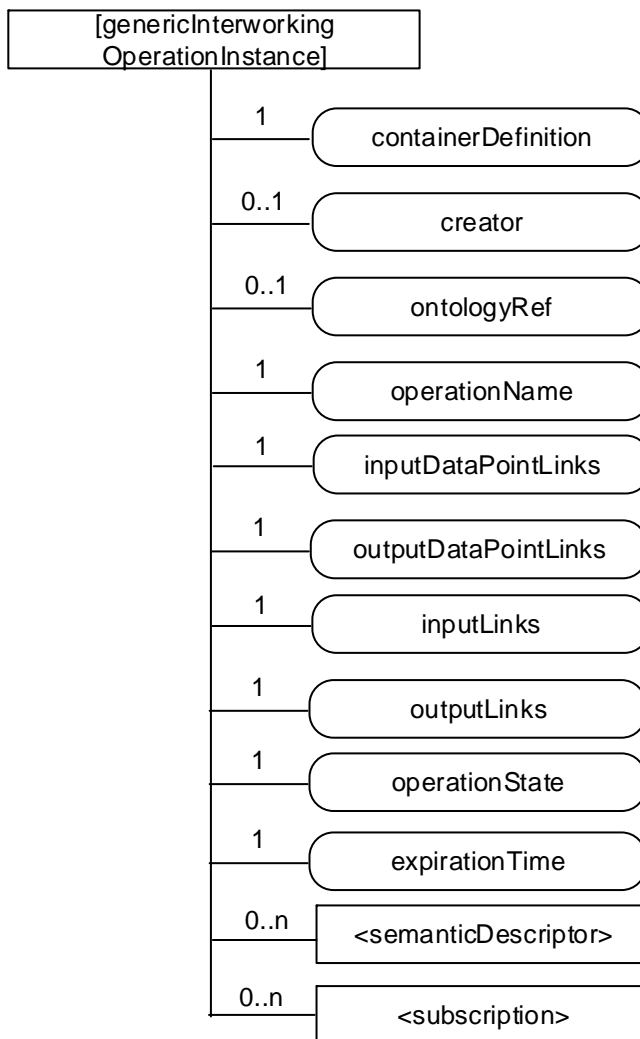 [genericInterworking
OperationInstance]
1
containerDefinition
0..1
creator
0..1
ontologyRef
1
operationName
1
inputDataPointLinks
1
outputDataPointLinks
1
inputLinks
1
outputLinks
1
operationState
1
expirationTime
0..n
<semanticDescriptor>
0..n
<subscription>